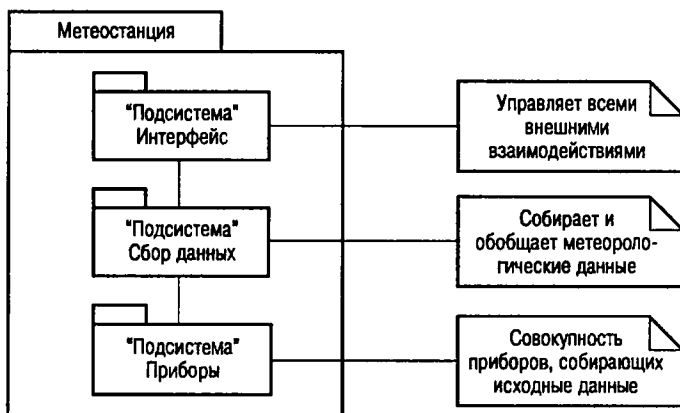 Метеостанция
"Подсистема"
Интерфейс
Управляет всеми
внешними
взаимодействиями
"Подсистема"
Сбор данных
Собирает и
обобщает метеороло-
гические данные
"Подсистема"
Приборы
Совокупность
приборов, собирающих
исходные данные